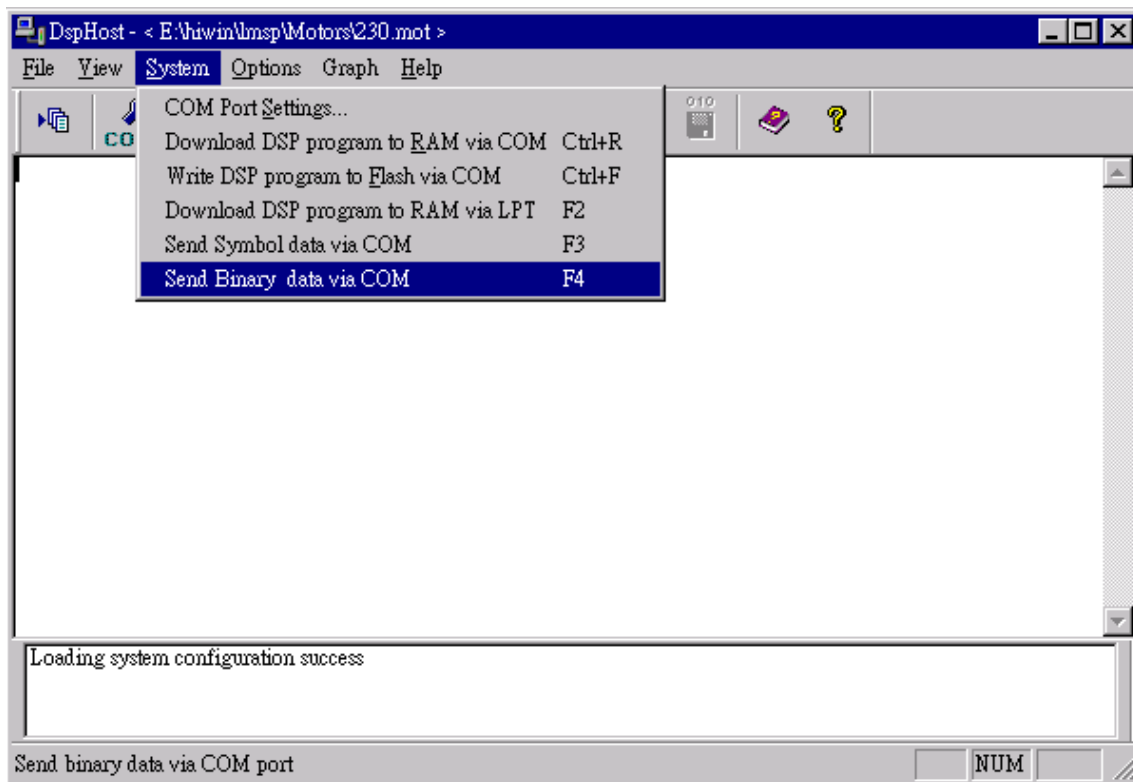 DspHost - < E:\hiwin\lmsp\Motors\230.mot >
File View System Options Graph Help
CO
010
COM Port Settings...
Download DSP program to RAM via COM Ctrl+R
Write DSP program to Flash via COM Ctrl+F
Download DSP program to RAM via LPT F2
Send Symbol data via COM F3
Send Binary data via COM F4
Loading system configuration success
Send binary data via COM port NUM